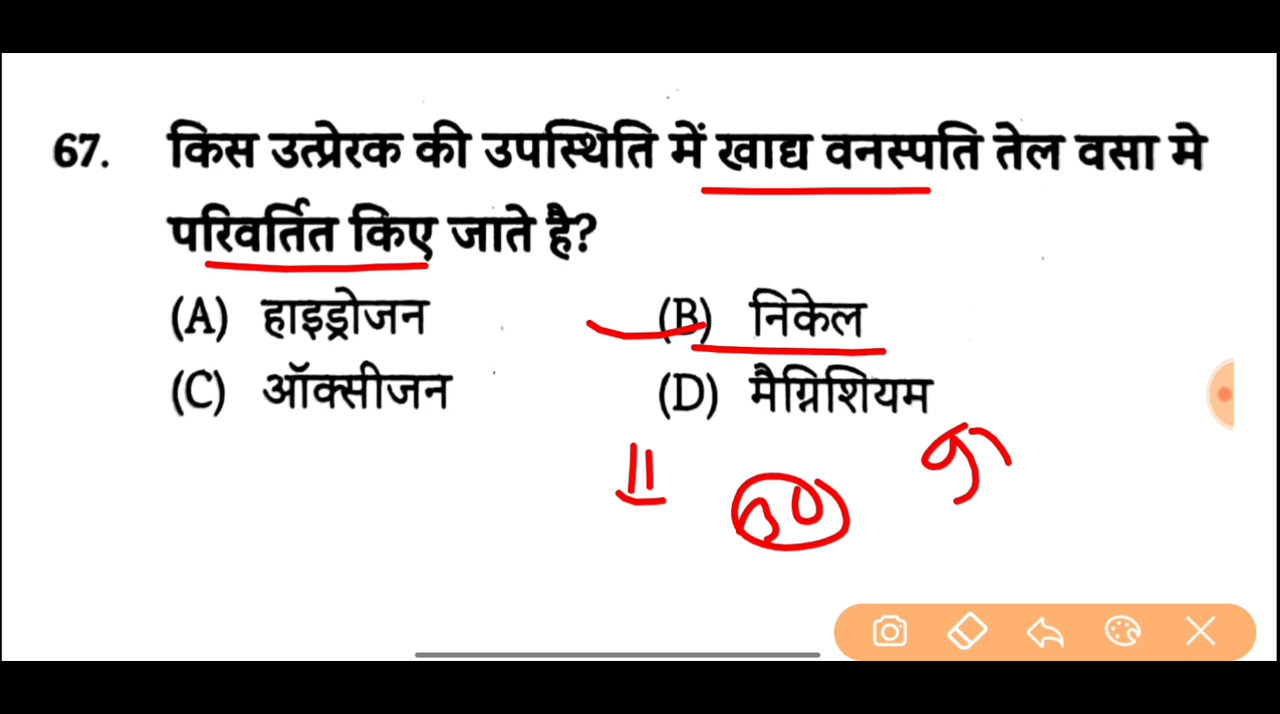 67. किस उत्प्रेरक की उपस्थिति में खाद्य वनस्पति तेल वसा मे
परिवर्तित किए जाते है?
(A) हाइड्रोजन (B) निकेल
(C) ऑक्सीजन (D) मैग्निशियम